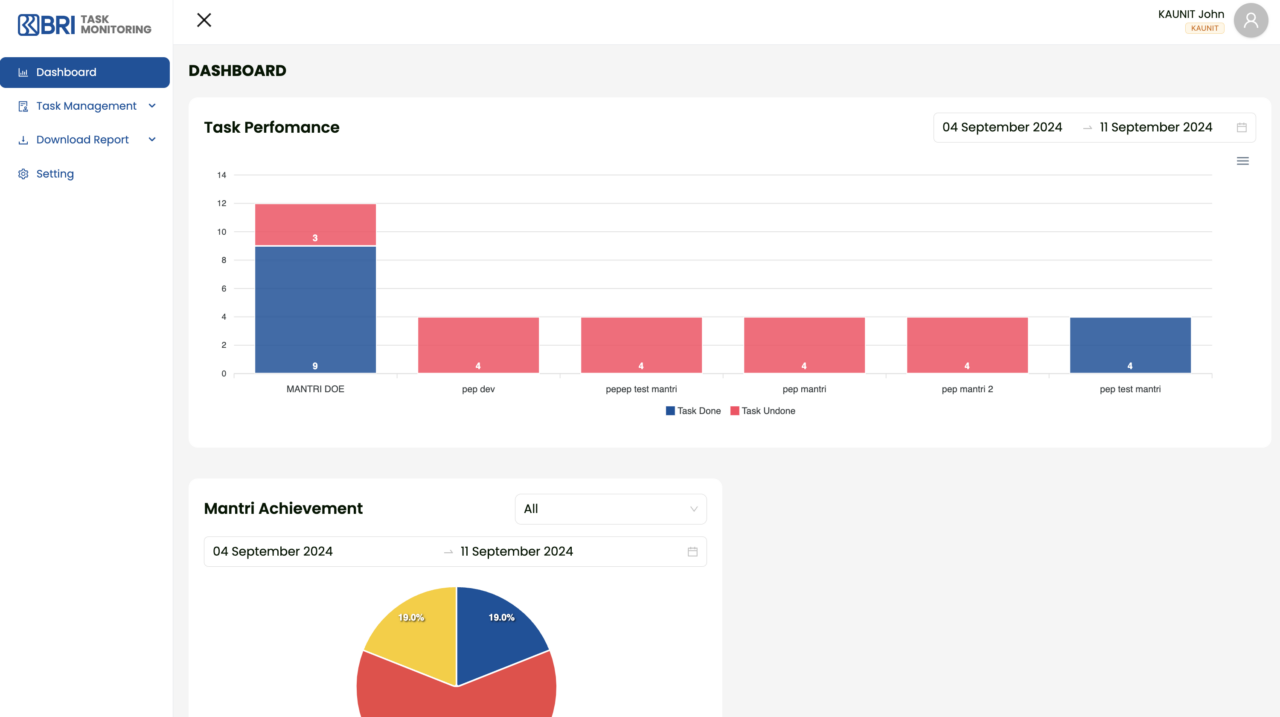 BRI TASK MONITORING
KAUNIT John
KAUNIT
Dashboard
Task Management
Download Report
Setting
DASHBOARD
Task Perfomance
04 September 2024 → 11 September 2024
14
12
10
8
6
4
2
0
3
9
4
4
4
4
4
MANTRI DOE
pep dev
pepep test mantri
pep mantri
pep mantri 2
pep test mantri
Task Done
Task Undone
Mantri Achievement
All
04 September 2024 → 11 September 2024
19.0%
19.0%